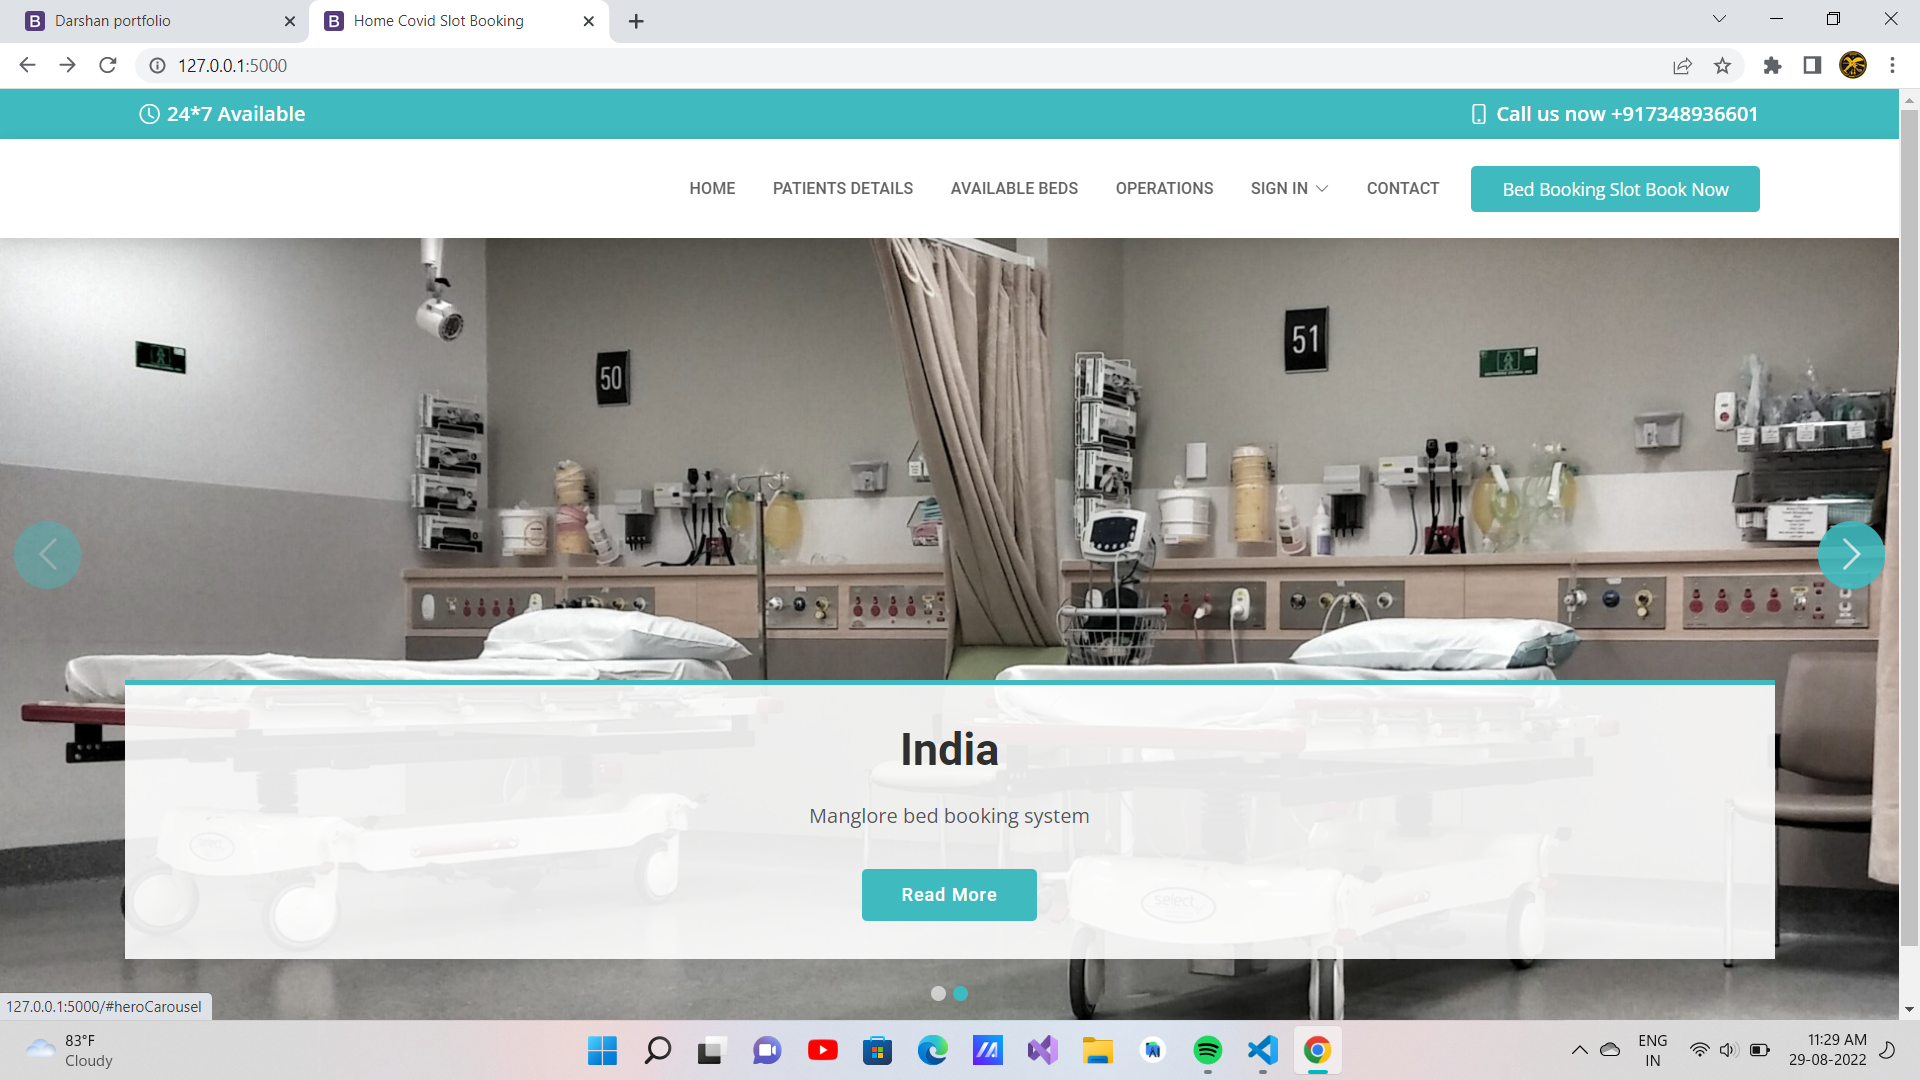 Darshan portfolio
Home Covid Slot Booking
127.0.0.1:5000
24*7 Available
Call us now +917348936601
HOME
PATIENTS DETAILS
AVAILABLE BEDS
OPERATIONS
SIGN IN
CONTACT
Bed Booking Slot Book Now
50
51
India
Manglore bed booking system
Read More
select
select
127.0.0.1:5000/#heroCarousel
83°F
Cloudy
ENG
IN
11:29 AM
29-08-2022